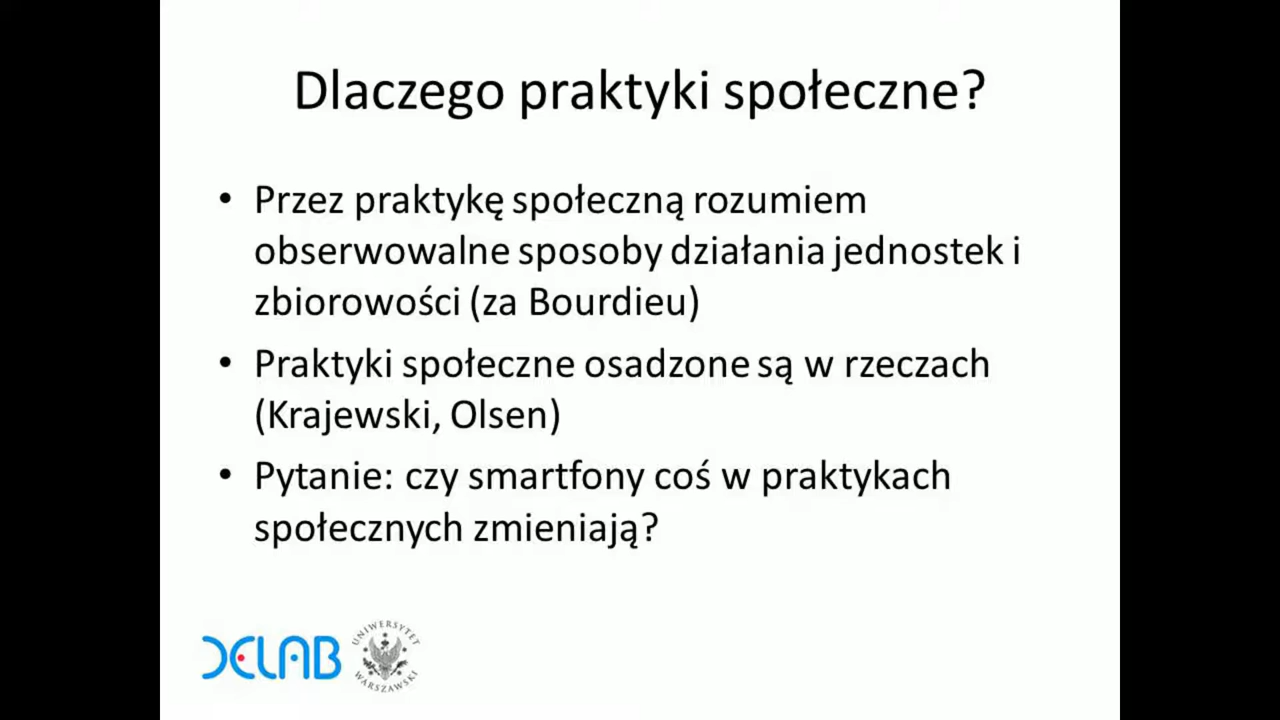 Dlaczego praktyki społeczne?
• Przez praktykę społeczną rozumiem
obserwowalne sposoby działania jednostek i
zbiorowości (za Bourdieu)
• Praktyki społeczne osadzone są w rzeczach
(Krajewski, Olsen)
• Pytanie: czy smartfony coś w praktykach
społecznych zmieniają?
DELAB
UNIWERSYTET
WARSZAWSKI